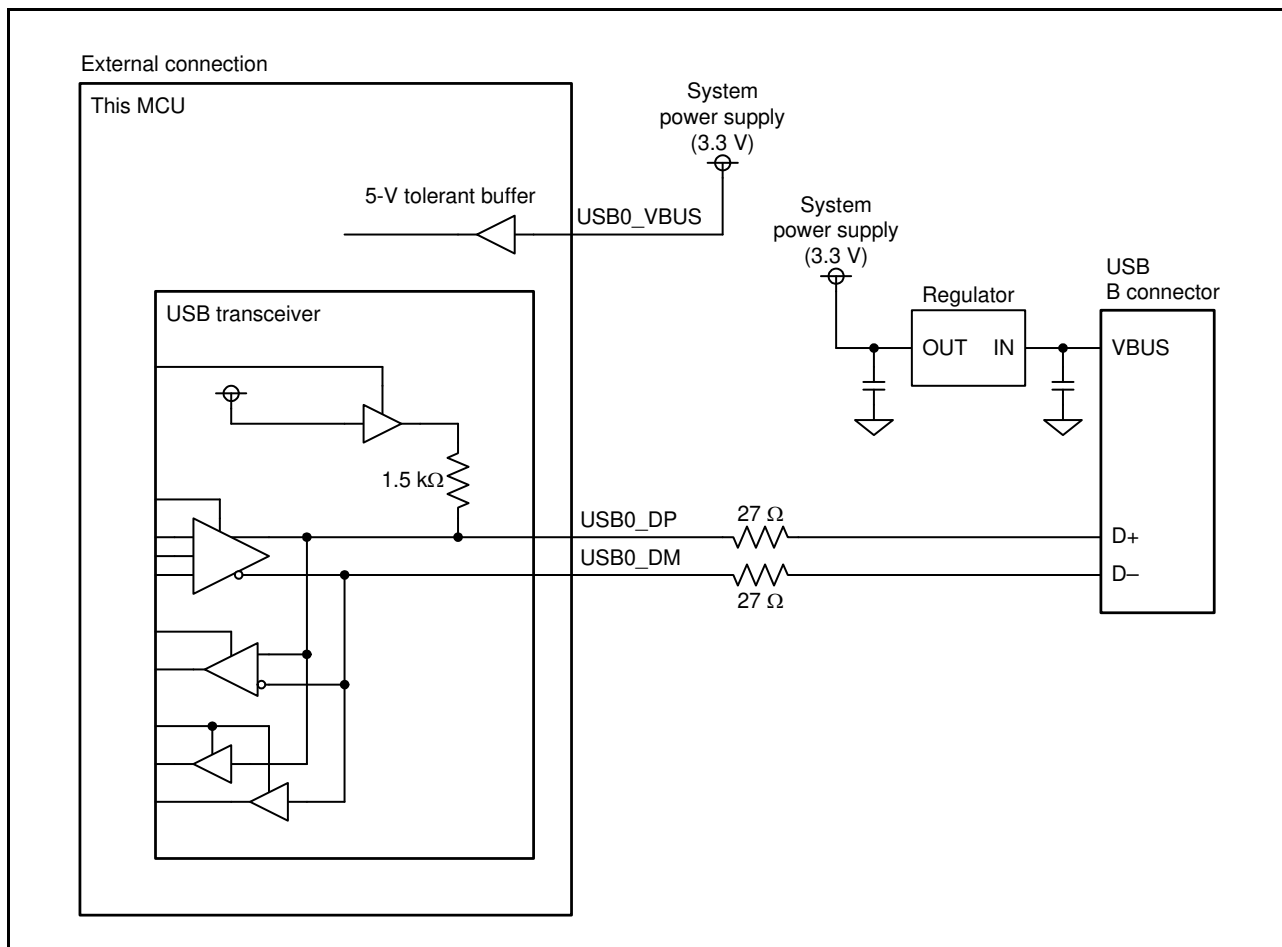 External connection
This MCU
System
power supply
(3.3 V)
5-V tolerant buffer
USB0_VBUS
System
power supply
(3.3 V)
USB
B connector
Regulator
USB transceiver
OUT IN
VBUS
1.5 kΩ
USB0_DP
27 Ω
D+
USB0_DM
D−
27 Ω